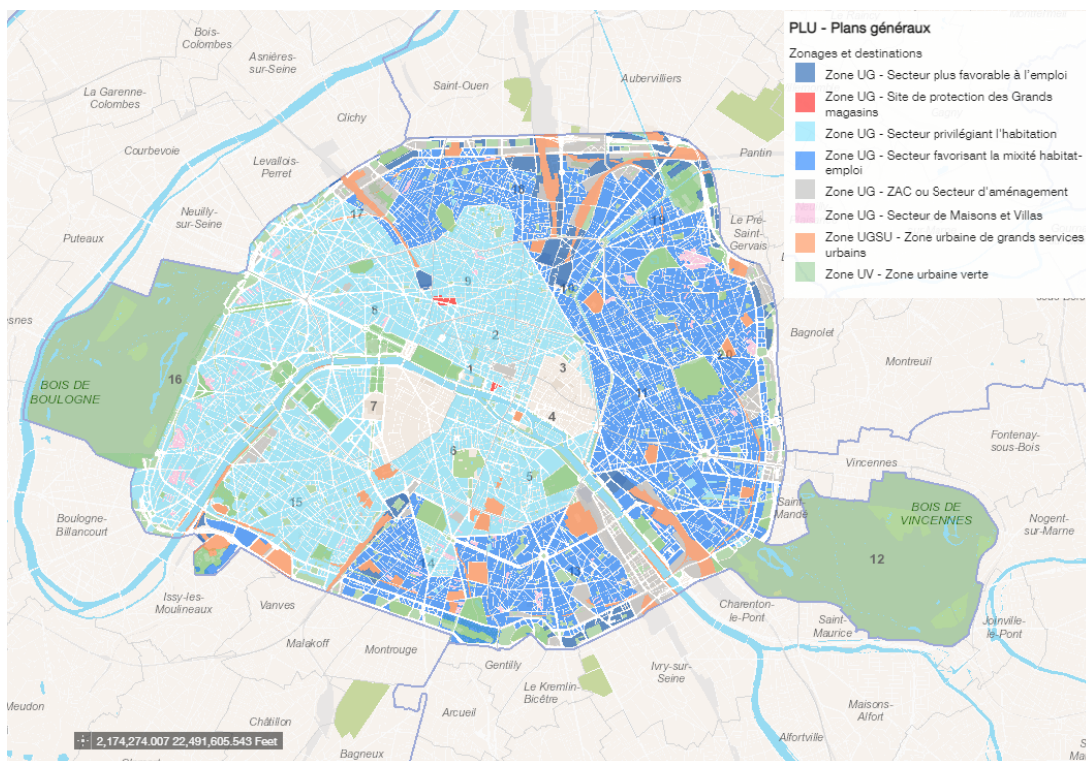 PLU - Plans généraux
Zonages et destinations
Zone UG - Secteur plus favorable à l'emploi
Zone UG - Site de protection des Grands
magasins
Zone UG - Secteur privilégiant l'habitation
Zone UG - Secteur favorisant la mixité habitat-
emploi
Zone UG - ZAC ou Secteur d'aménagement
Zone UG - Secteur de Maisons et Villas
Zone UGSU - Zone urbaine de grands services
urbains
Zone UV - Zone urbaine verte
Bois-
Colombes
Asnières-
sur-Seine
Saint-Ouen
Aubervilliers
La Garenne-
Colombes
Clichy
Courbevoie
Levallois-
Perret
Pantin
Neuilly-
sur-Seine
Puteaux
Le Pré-
Saint-
Gervais
17
18
19
9
8
2
1
3
10
Bagnolet
Montreuil
BOIS DE
BOULOGNE
16
7
4
11
20
6
5
15
14
13
Fontenay-
sous-Bois
Vincennes
Saint-
Mandé
BOIS DE
VINCENNES
Nogent-
sur-Marne
12
Boulogne-
Billancourt
Issy-les-
Moulineaux
Vanves
Malakoff
Montrouge
Gentilly
Charenton-
le-Pont
Saint-
Maurice
Joinville-
le-Pont
Ivry-sur-
Seine
Le Kremlin-
Bicêtre
Arcueil
Meudon
Châtillon
Bagneux
Maisons-
Alfort
Alfortville
2,174,274.007 22,491,605.543 Feet